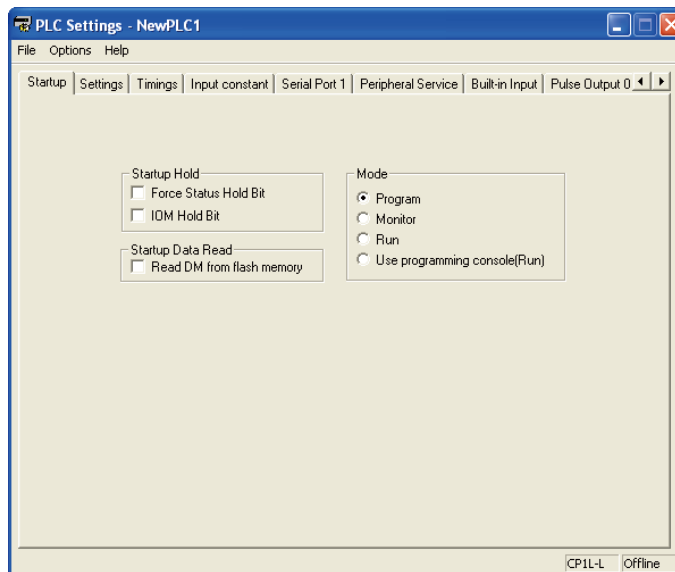 PLC Settings - NewPLC1
File Options Help
Startup Settings Timings Input constant Serial Port 1 Peripheral Service Built-in Input Pulse Output 0
Startup Hold
Force Status Hold Bit
IOM Hold Bit
Startup Data Read
Read DM from flash memory
Mode
Program
Monitor
Run
Use programming console(Run)
CP1L-L Offline